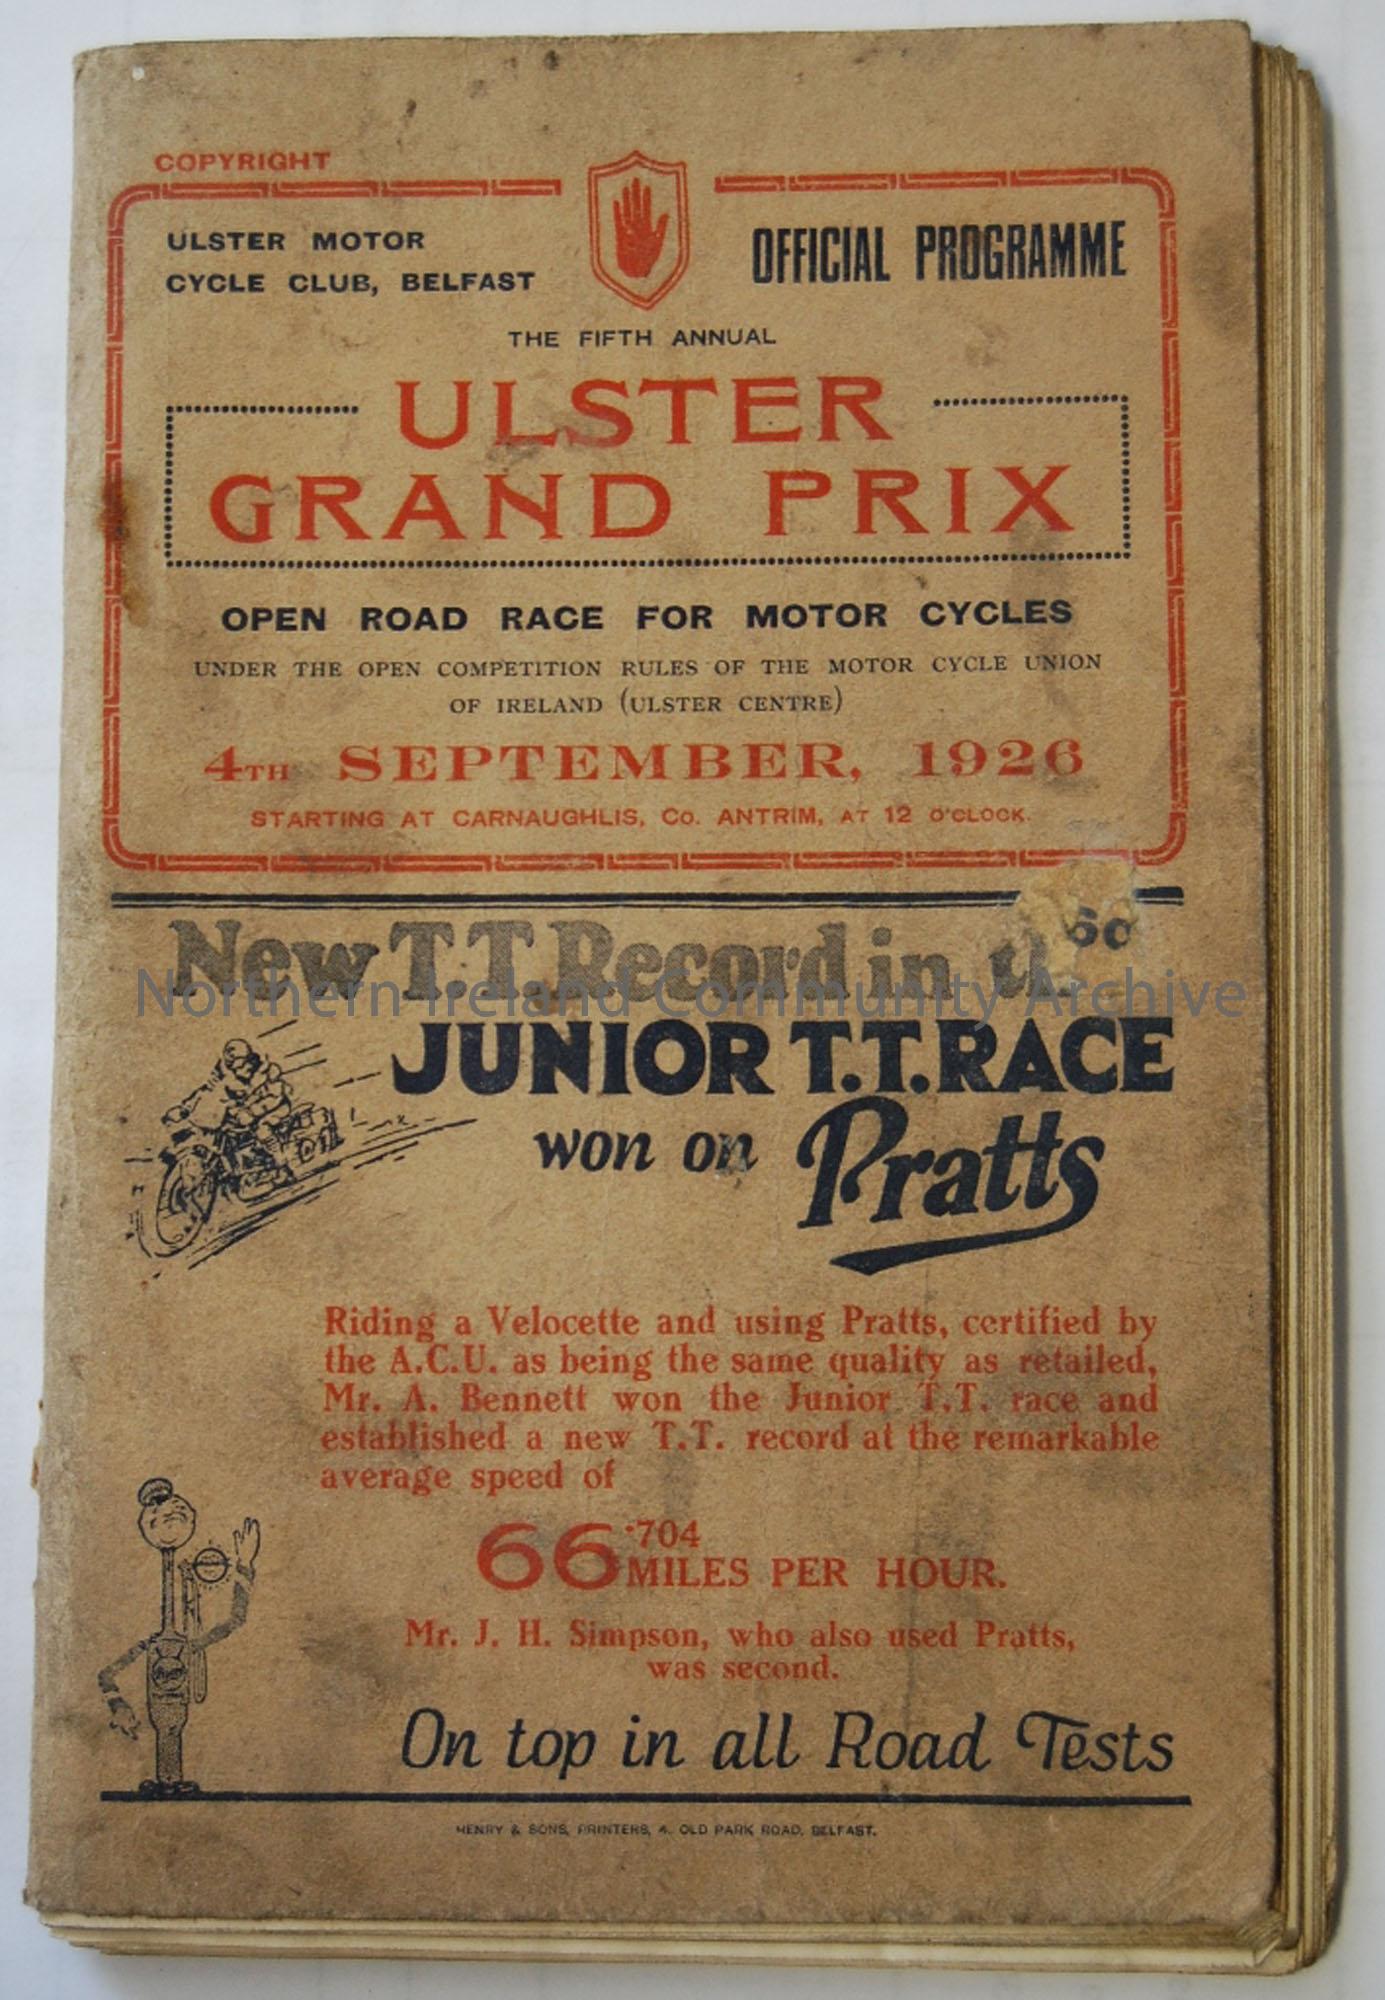 COPYRIGHT
ULSTER MOTOR
CYCLE CLUB, BELFAST
OFFICIAL PROGRAMME
THE FIFTH ANNUAL
ULSTER
GRAND PRIX
OPEN ROAD RACE FOR MOTOR CYCLES
UNDER THE OPEN COMPETITION RULES OF THE MOTOR CYCLE UNION
OF IRELAND (ULSTER CENTRE)
4TH SEPTEMBER, 1926
STARTING AT CARNAUGHLIS, Co. ANTRIM, AT 12 O'CLOCK.
New T.T. Record in
Northern Ireland Community Archive
JUNIOR T.T. RACE
won on Pratts
Riding a Velocette and using Pratts, certified by
the A.C.U. as being the same quality as retailed,
Mr. A. Bennett won the Junior T.T. race and
established a new T.T. record at the remarkable
average speed of
66·704
MILES PER HOUR.
Mr. J. H. Simpson, who also used Pratts,
was second.
On top in all Road Tests
HENRY & SONS, PRINTERS, 4, OLD PARK ROAD, BELFAST.